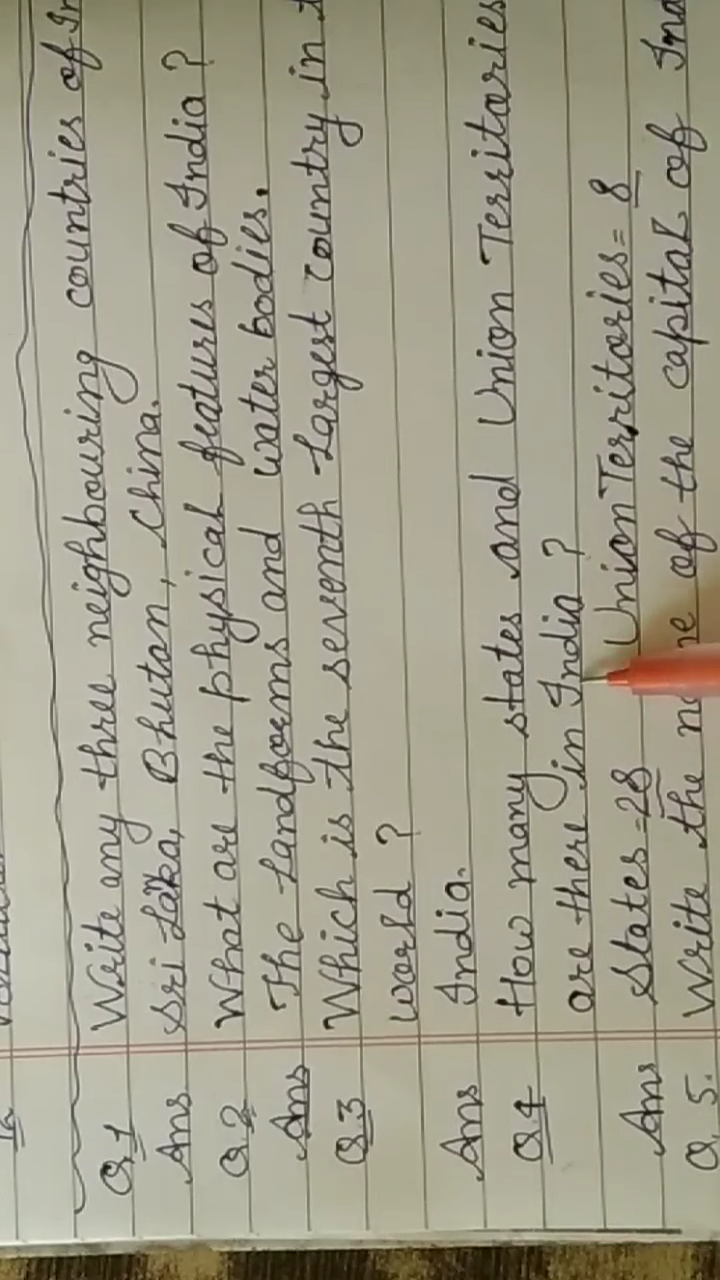 Q.1 Write any three neighbouring countries of In
Ans. Sri Laka, Bhutan, China.
Q.2 What are the physical features of India?
Ans The Landforms and water bodies.
Q.3 Which is the seventh Largest country in t
world?
Ans India.
Q.4 How many states and Union Territories
are there in India?
Ans States=28 Union Territories=8
Q.5. Write the of the capital of Ind